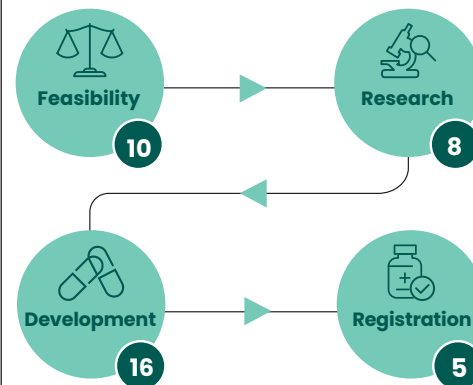 Feasibility
10
Research
8
Development
16
Registration
5